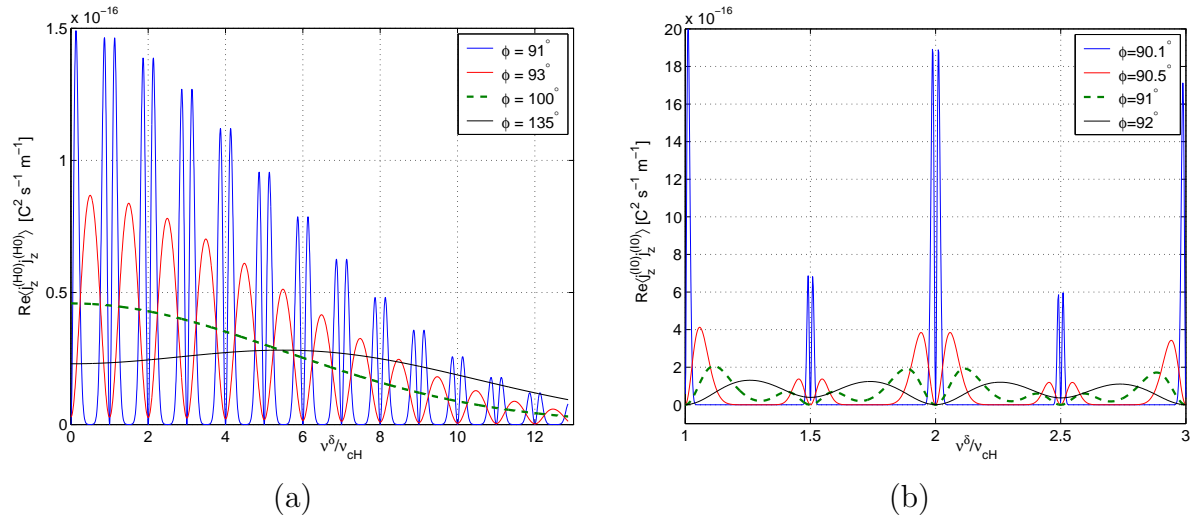 x 10⁻¹⁶
1.5
1
0.5
0
0 2 4 6 8 10 12
Re⟨j_z^(H0) j_z^(H0)⟩ [C² s⁻¹ m⁻¹]
ν^δ/ν_cH
ϕ = 91°
ϕ = 93°
ϕ = 100°
ϕ = 135°
(a)
x 10⁻¹⁶
20
18
16
14
12
10
8
6
4
2
0
1 1.5 2 2.5 3
Re⟨j_z^(I0) j_z^(I0)⟩ [C² s⁻¹ m⁻¹]
ν^δ/ν_cH
ϕ=90.1°
ϕ=90.5°
ϕ=91°
ϕ=92°
(b)